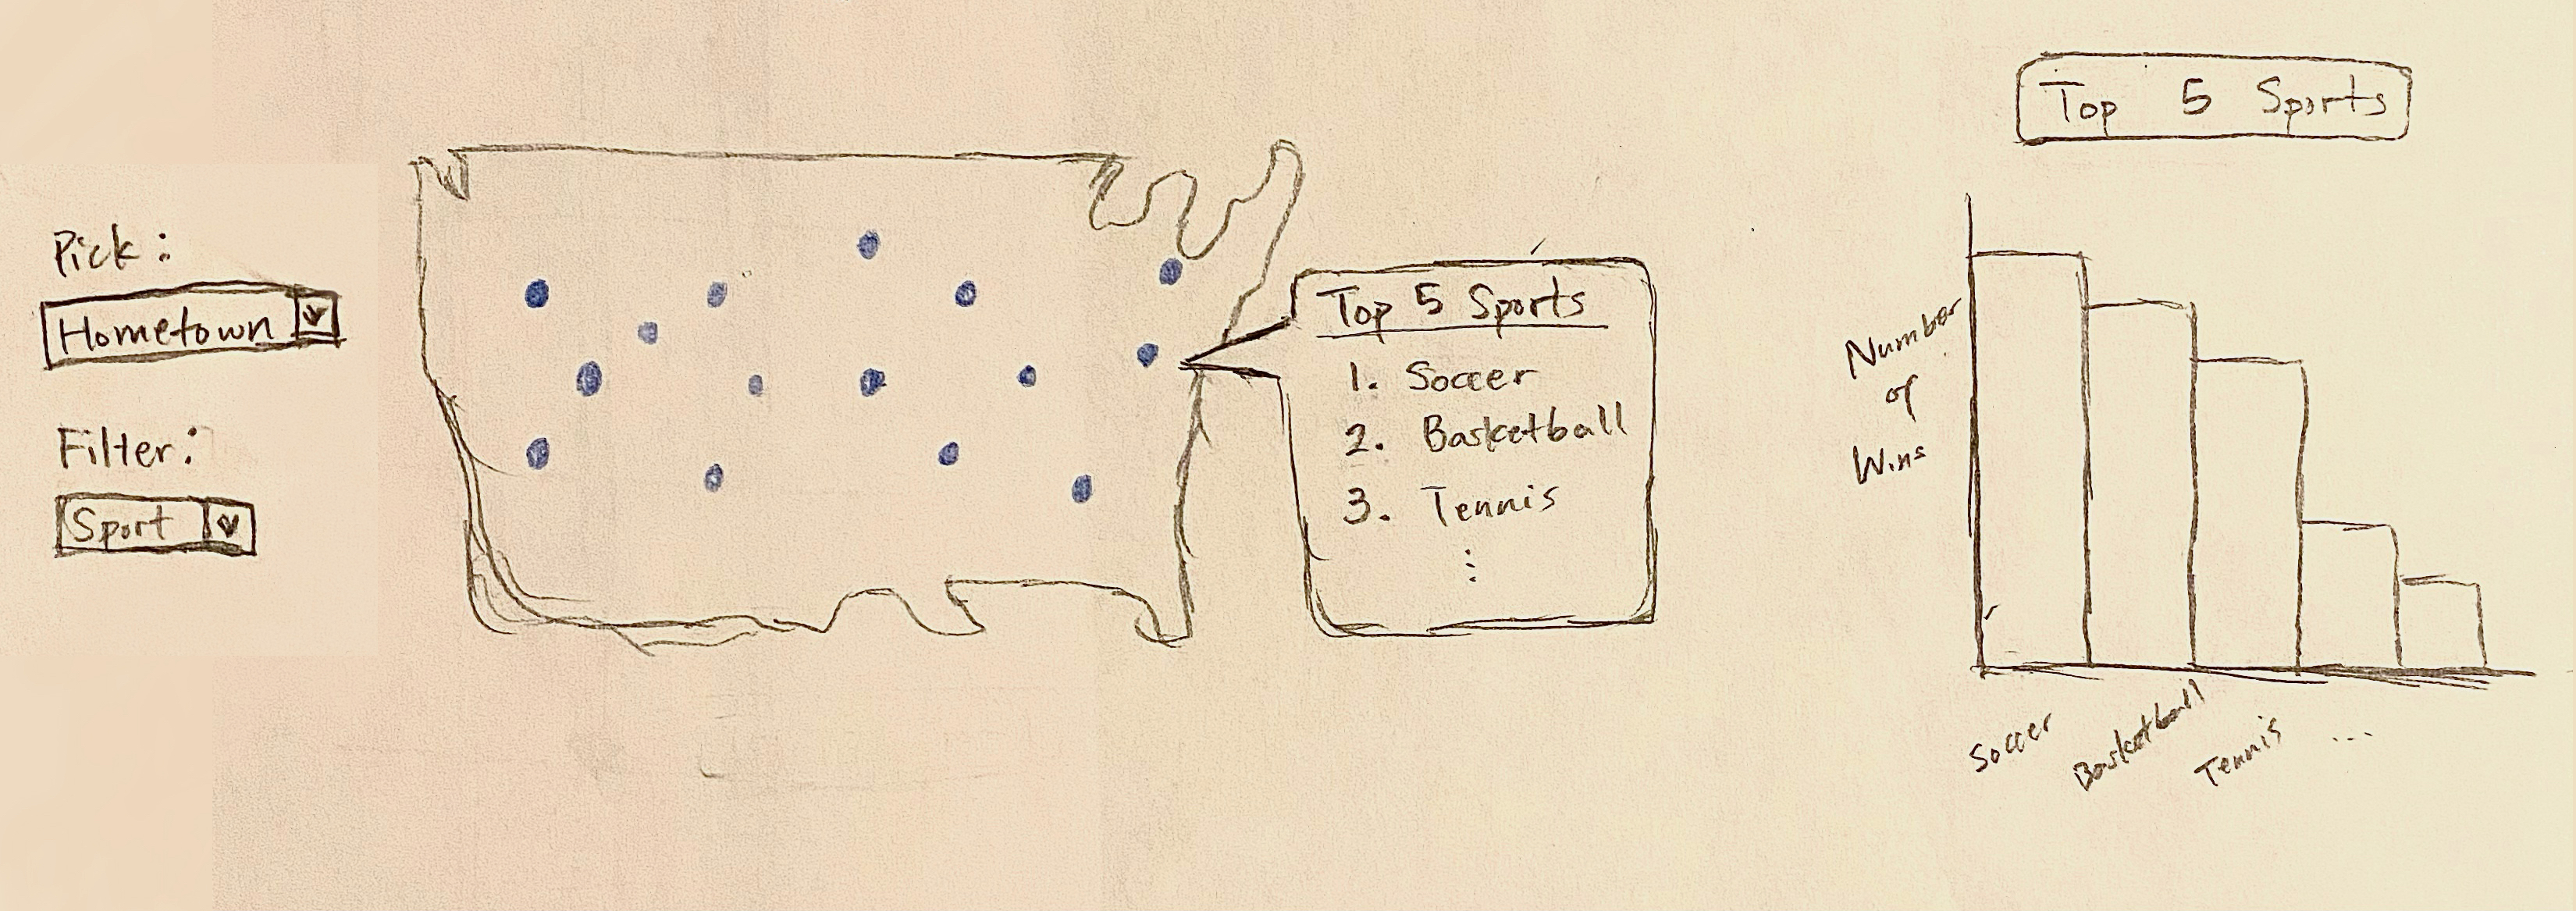 Pick:
Hometown
Filter:
Sport
Top 5 Sports
1. Soccer
2. Basketball
3. Tennis
⋮
Top 5 Sports
Number
of
Wins
Soccer
Basketball
Tennis
...